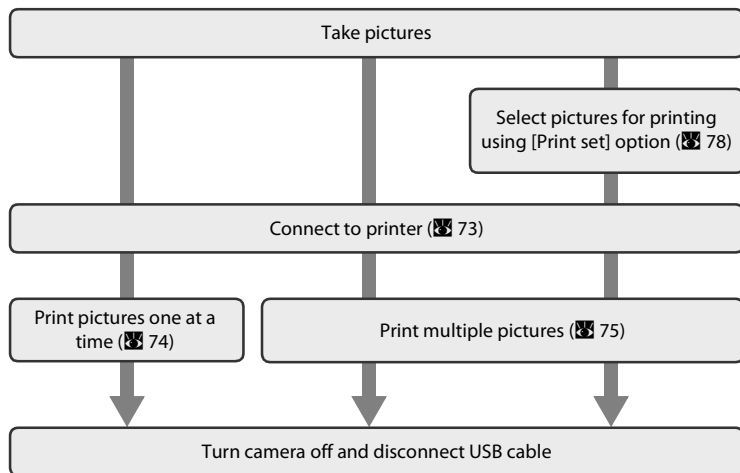 Take pictures
Select pictures for printing
using [Print set] option ( 78)
Connect to printer ( 73)
Print pictures one at a
time ( 74)
Print multiple pictures ( 75)
Turn camera off and disconnect USB cable